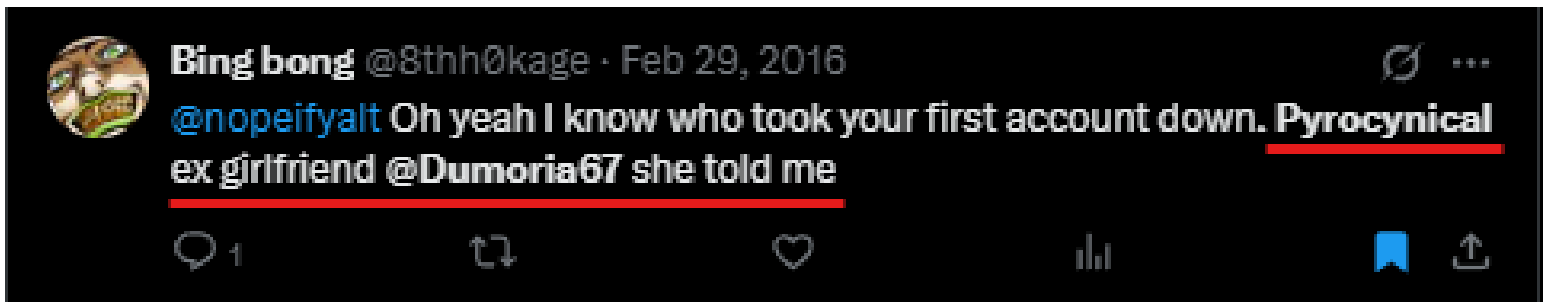 Bing bong @8thh0kage · Feb 29, 2016
@nopeifyalt Oh yeah I know who took your first account down. Pyrocynical
ex girlfriend @Dumoria67 she told me
1